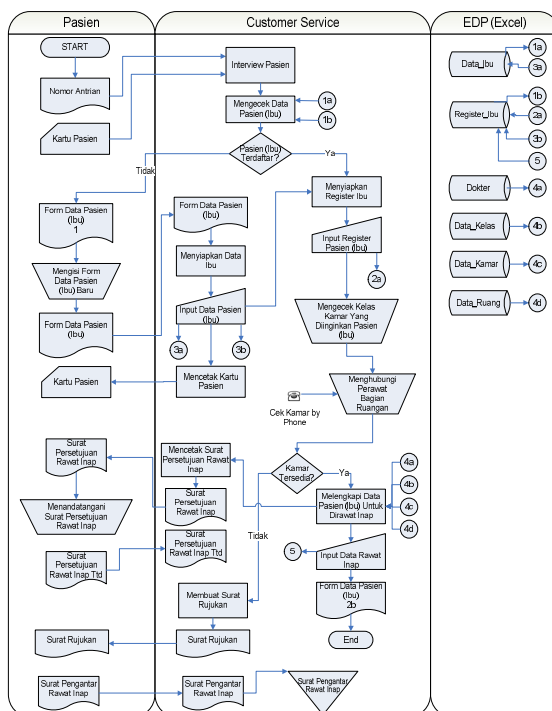 Pasien
Customer Service
EDP (Excel)
START
Nomor Antrian
Kartu Pasien
Interview Pasien
Mengecek Data
Pasien (Ibu)
1a
1b
Pasien (Ibu)
Terdaftar ?
Tidak
Ya
Form Data Pasien
(Ibu)
1
Mengisi Form
Data Pasien
(Ibu) Baru
Form Data Pasien
(Ibu)
Kartu Pasien
Form Data Pasien
(Ibu)
Menyiapkan Data
Ibu
Input Data Pasien
(Ibu)
3a
3b
Mencetak Kartu
Pasien
Menyiapkan
Register Ibu
Input Register
Pasien (Ibu)
2a
Mengecek Kelas
Kamar Yang
Diinginkan Pasien
(Ibu)
Menghubungi
Perawat
Bagian
Ruangan
Cek Kamar by
Phone
Kamar
Tersedia?
Ya
Tidak
Melengkapi Data
Pasien (Ibu) Untuk
Dirawat Inap
4a
4b
4c
4d
Input Data Rawat
Inap
5
Form Data Pasien
(Ibu)
2b
End
Mencetak Surat
Persetujuan Rawat
Inap
Surat
Persetujuan
Rawat Inap
Surat
Persetujuan
Rawat Inap
Menandatangani
Surat Persetujuan
Rawat Inap
Surat
Persetujuan
Rawat Inap Ttd
Surat
Persetujuan
Rawat Inap Ttd
Membuat Surat
Rujukan
Surat Rujukan
Surat Rujukan
Surat Pengantar
Rawat Inap
Surat Pengantar
Rawat Inap
Surat Pengantar
Rawat Inap
Data_Ibu
1a
3a
Register_Ibu
1b
2a
3b
5
Dokter
4a
Data_Kelas
4b
Data_Kamar
4c
Data_Ruang
4d